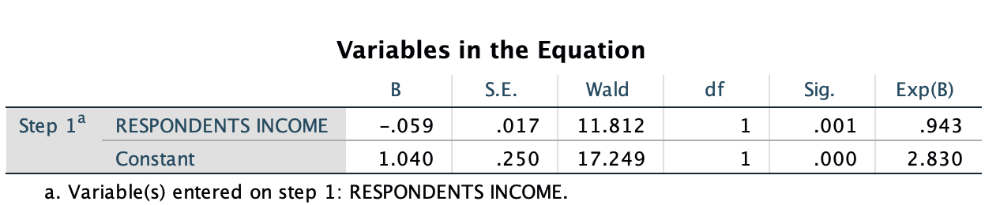 Variables in the Equation
B S.E. Wald df Sig. Exp(B)
Step 1a RESPONDENTS INCOME -.059 .017 11.812 1 .001 .943
Constant 1.040 .250 17.249 1 .000 2.830
a. Variable(s) entered on step 1: RESPONDENTS INCOME.